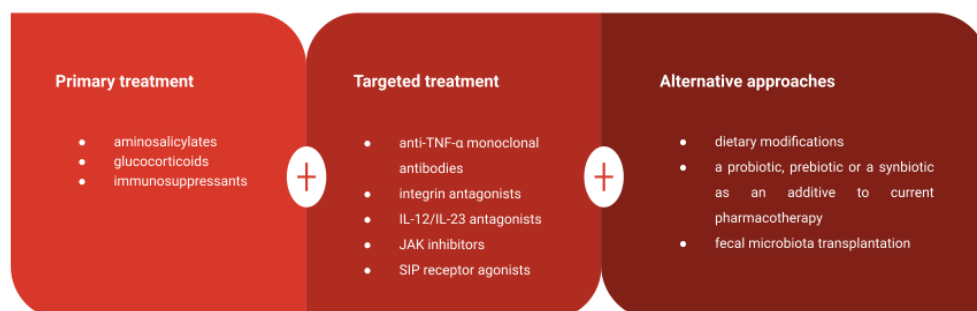 Primary treatment
● aminosalicylates
● glucocorticoids
● immunosuppressants
+
Targeted treatment
● anti-TNF-α monoclonal
antibodies
● integrin antagonists
● IL-12/IL-23 antagonists
● JAK inhibitors
● SIP receptor agonists
+
Alternative approaches
● dietary modifications
● a probiotic, prebiotic or a synbiotic
as an additive to current
pharmacotherapy
● fecal microbiota transplantation